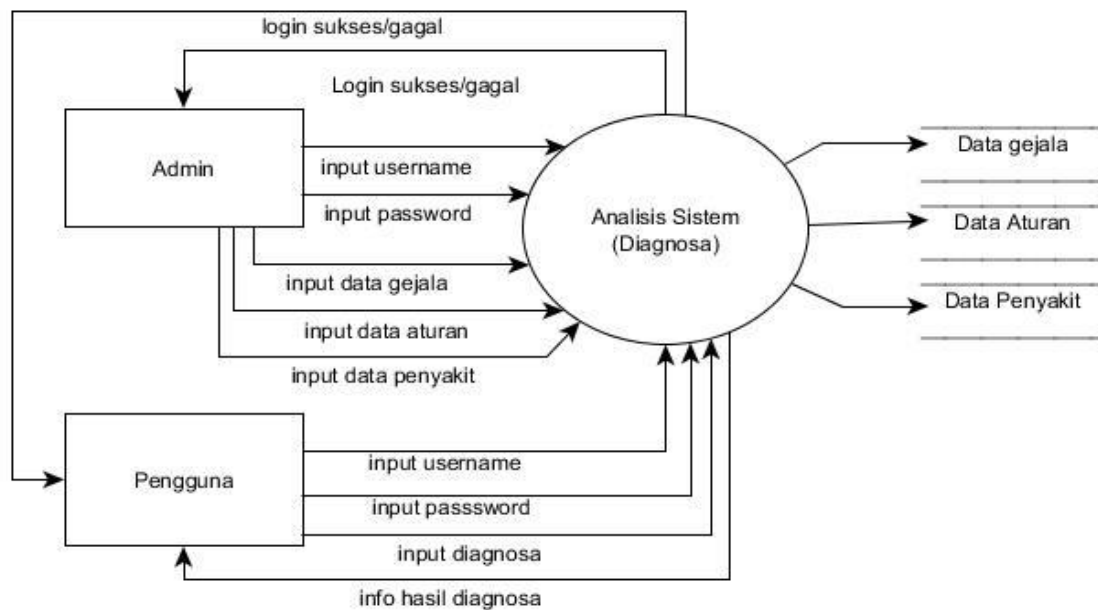 login sukses/gagal
Login sukses/gagal
Admin
input username
input password
input data gejala
input data aturan
input data penyakit
Analisis Sistem
(Diagnosa)
Data gejala
Data Aturan
Data Penyakit
Pengguna
input username
input passsword
input diagnosa
info hasil diagnosa